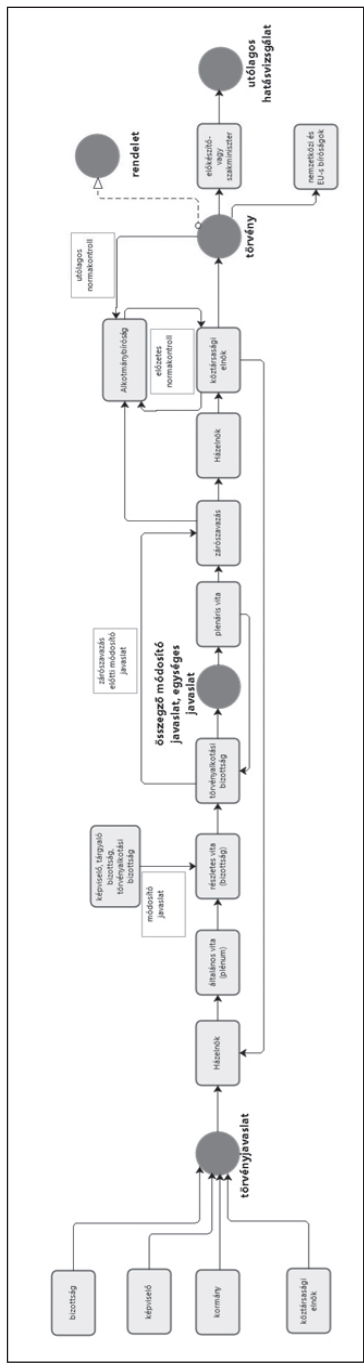 bizottság
képviselő
kormány
köztársasági
elnök
törvényjavaslat
Házelnök
általános vita
(plénum)
képviselő, tárgyaló
bizottság,
törvényalkotási
bizottság
módosító
javaslat
részletes vita
(bizottság)
törvényalkotási
bizottság
összegző módosító
javaslat, egységes
javaslat
zárószavazás
előtti módosító
javaslat
plenáris vita
zárószavazás
Házelnök
Alkotmánybíróság
előzetes
normakontroll
köztársasági
elnök
utólagos
normakontroll
törvény
rendelet
előkészítő-
vagy
szakminiszter
utólagos
hatásvizsgálat
nemzetközi és
EU-s bíróságok